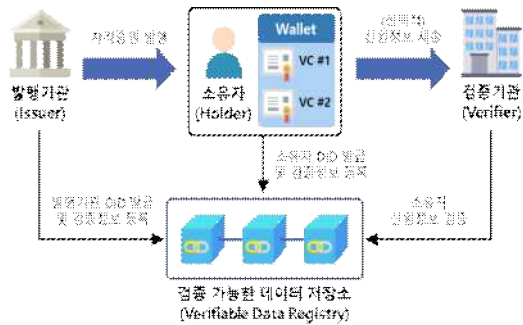 자격증명 발행
(선택적)
신원정보 제출
Wallet
VC #1
VC #2
발행기관
(Issuer)
소유자
(Holder)
검증기관
(Verifier)
소유자 DID 발급
및 검증정보 등록
발행기관 DID 발급
및 검증정보 등록
소유자
신원정보 검증
검증 가능한 데이터 저장소
(Verifiable Data Registry)